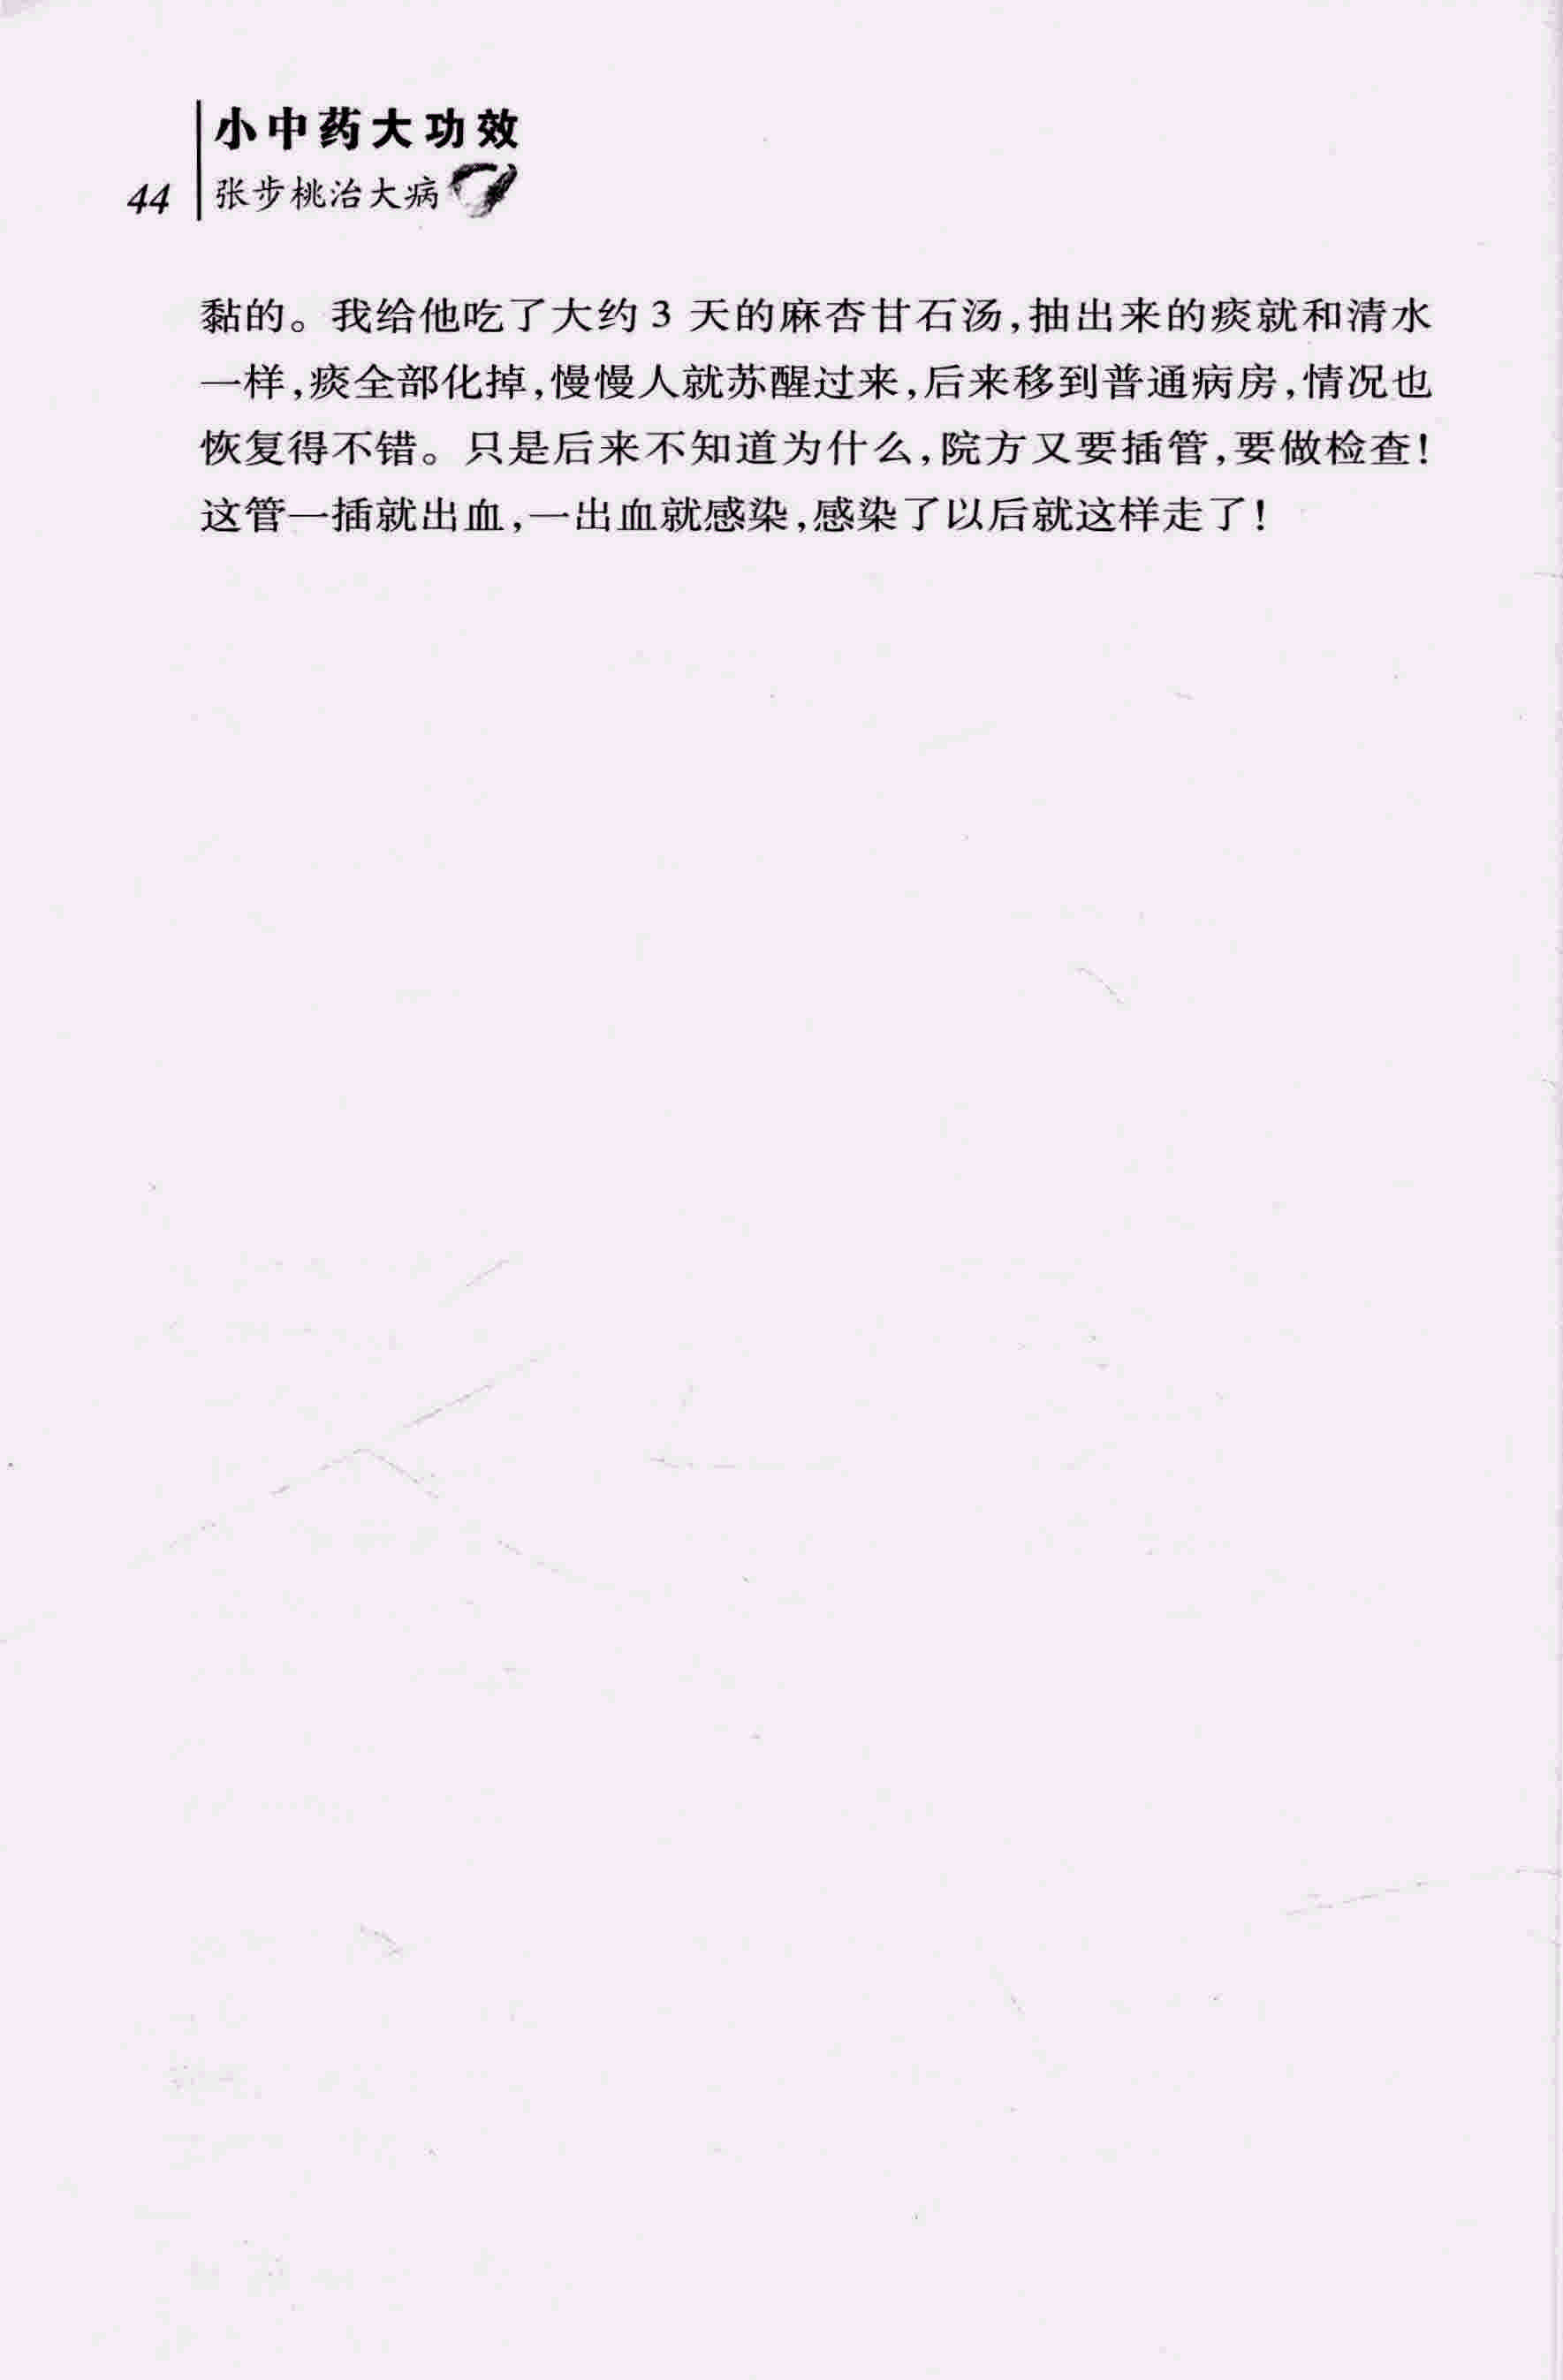 小中药大功效
44 张步桃治大病
黏的。我给他吃了大约 3 天的麻杏甘石汤,抽出来的痰就和清水
一样,痰全部化掉,慢慢人就苏醒过来,后来移到普通病房,情况也
恢复得不错。只是后来不知道为什么,院方又要插管,要做检查!
这管一插就出血,一出血就感染,感染了以后就这样走了!